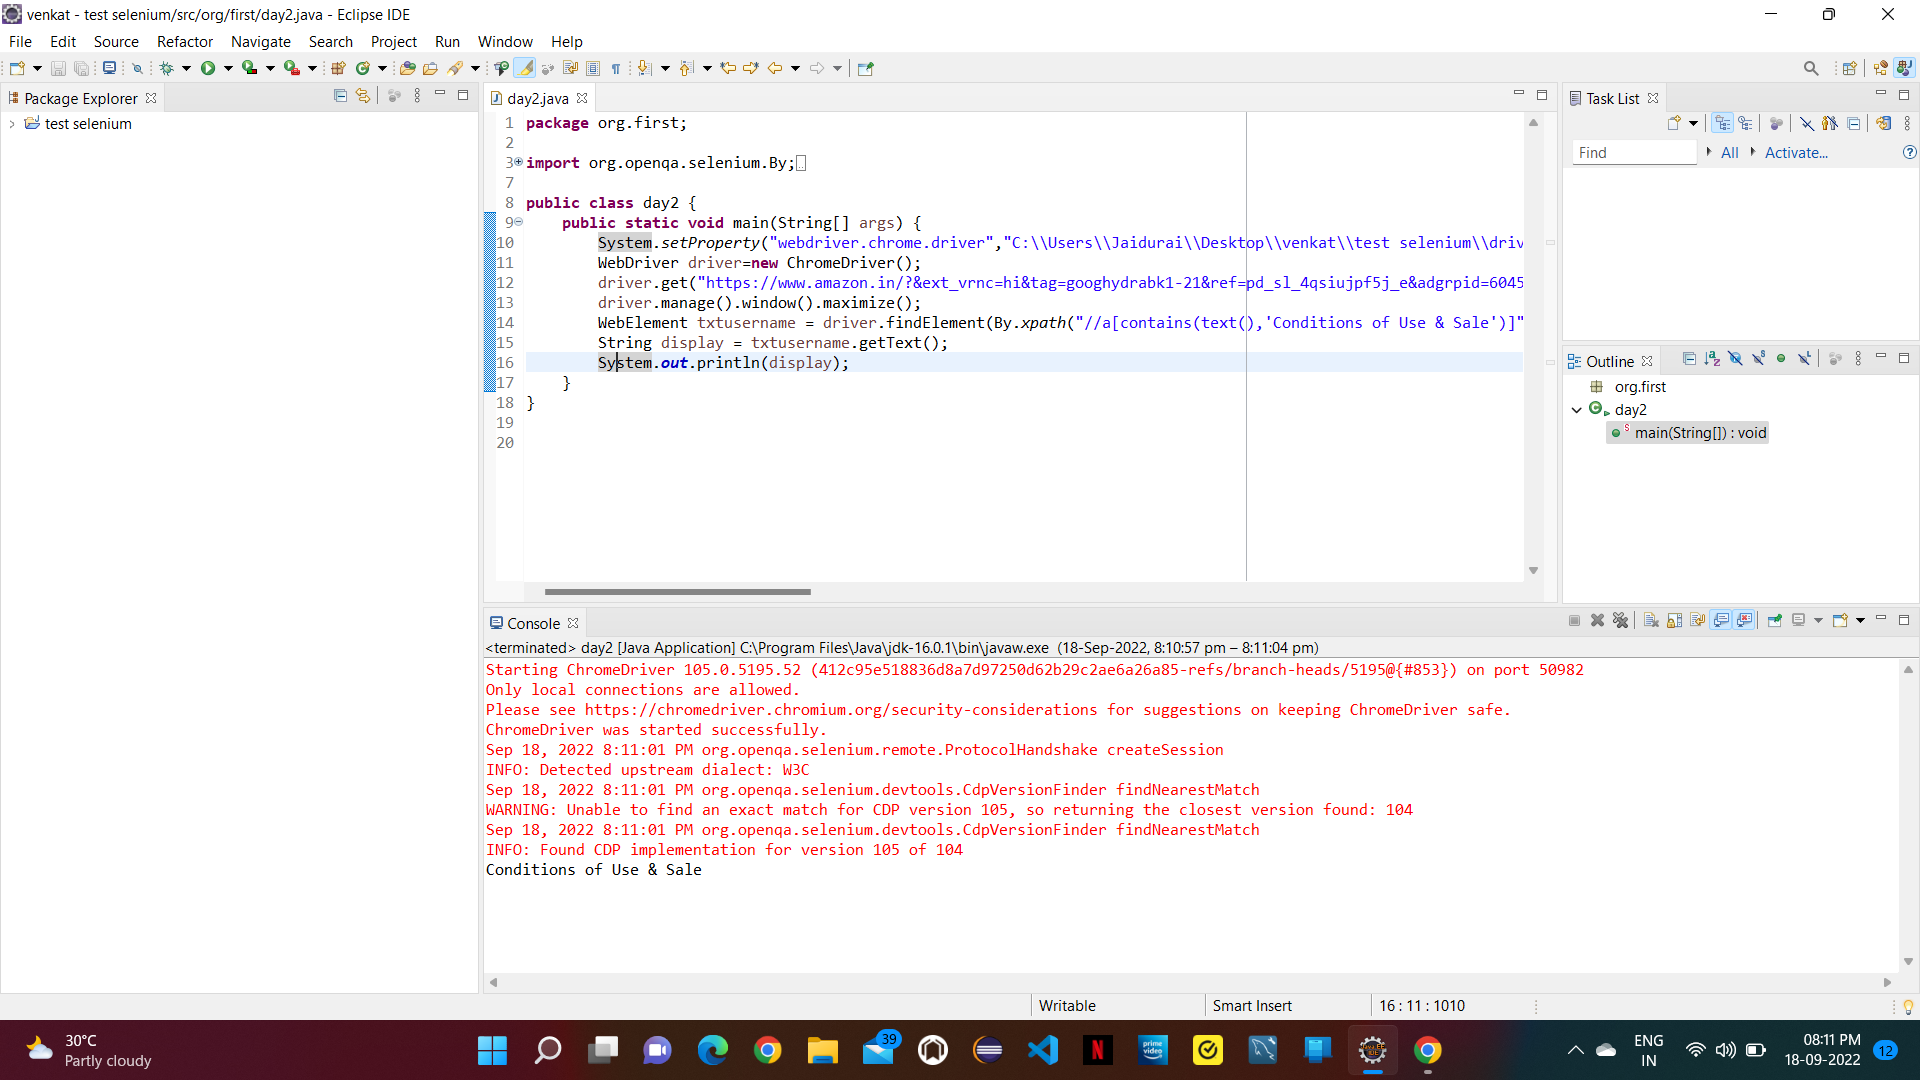 venkat - test selenium/src/org/first/day2.java - Eclipse IDE
File Edit Source Refactor Navigate Search Project Run Window Help
Package Explorer
test selenium
day2.java
1 package org.first;
2
3 import org.openqa.selenium.By;
7
8 public class day2 {
9 public static void main(String[] args) {
10 System.setProperty("webdriver.chrome.driver","C:\\Users\\Jaidurai\\Desktop\\venkat\\test selenium\\driv
11 WebDriver driver=new ChromeDriver();
12 driver.get("https://www.amazon.in/?&ext_vrnc=hi&tag=googhydrabk1-21&ref=pd_sl_4qsiujpf5j_e&adgrpid=6045
13 driver.manage().window().maximize();
14 WebElement txtusername = driver.findElement(By.xpath("//a[contains(text(),'Conditions of Use & Sale')]"
15 String display = txtusername.getText();
16 System.out.println(display);
17 }
18 }
19
20
Task List
Find All Activate...
Outline
org.first
day2
main(String[]) : void
Console
<terminated> day2 [Java Application] C:\Program Files\Java\jdk-16.0.1\bin\javaw.exe (18-Sep-2022, 8:10:57 pm – 8:11:04 pm)
Starting ChromeDriver 105.0.5195.52 (412c95e518836d8a7d97250d62b29c2ae6a26a85-refs/branch-heads/5195@{#853}) on port 50982
Only local connections are allowed.
Please see https://chromedriver.chromium.org/security-considerations for suggestions on keeping ChromeDriver safe.
ChromeDriver was started successfully.
Sep 18, 2022 8:11:01 PM org.openqa.selenium.remote.ProtocolHandshake createSession
INFO: Detected upstream dialect: W3C
Sep 18, 2022 8:11:01 PM org.openqa.selenium.devtools.CdpVersionFinder findNearestMatch
WARNING: Unable to find an exact match for CDP version 105, so returning the closest version found: 104
Sep 18, 2022 8:11:01 PM org.openqa.selenium.devtools.CdpVersionFinder findNearestMatch
INFO: Found CDP implementation for version 105 of 104
Conditions of Use & Sale
Writable Smart Insert 16 : 11 : 1010
30°C
Partly cloudy
39
N
prime video
ENG
IN
08:11 PM
18-09-2022
12